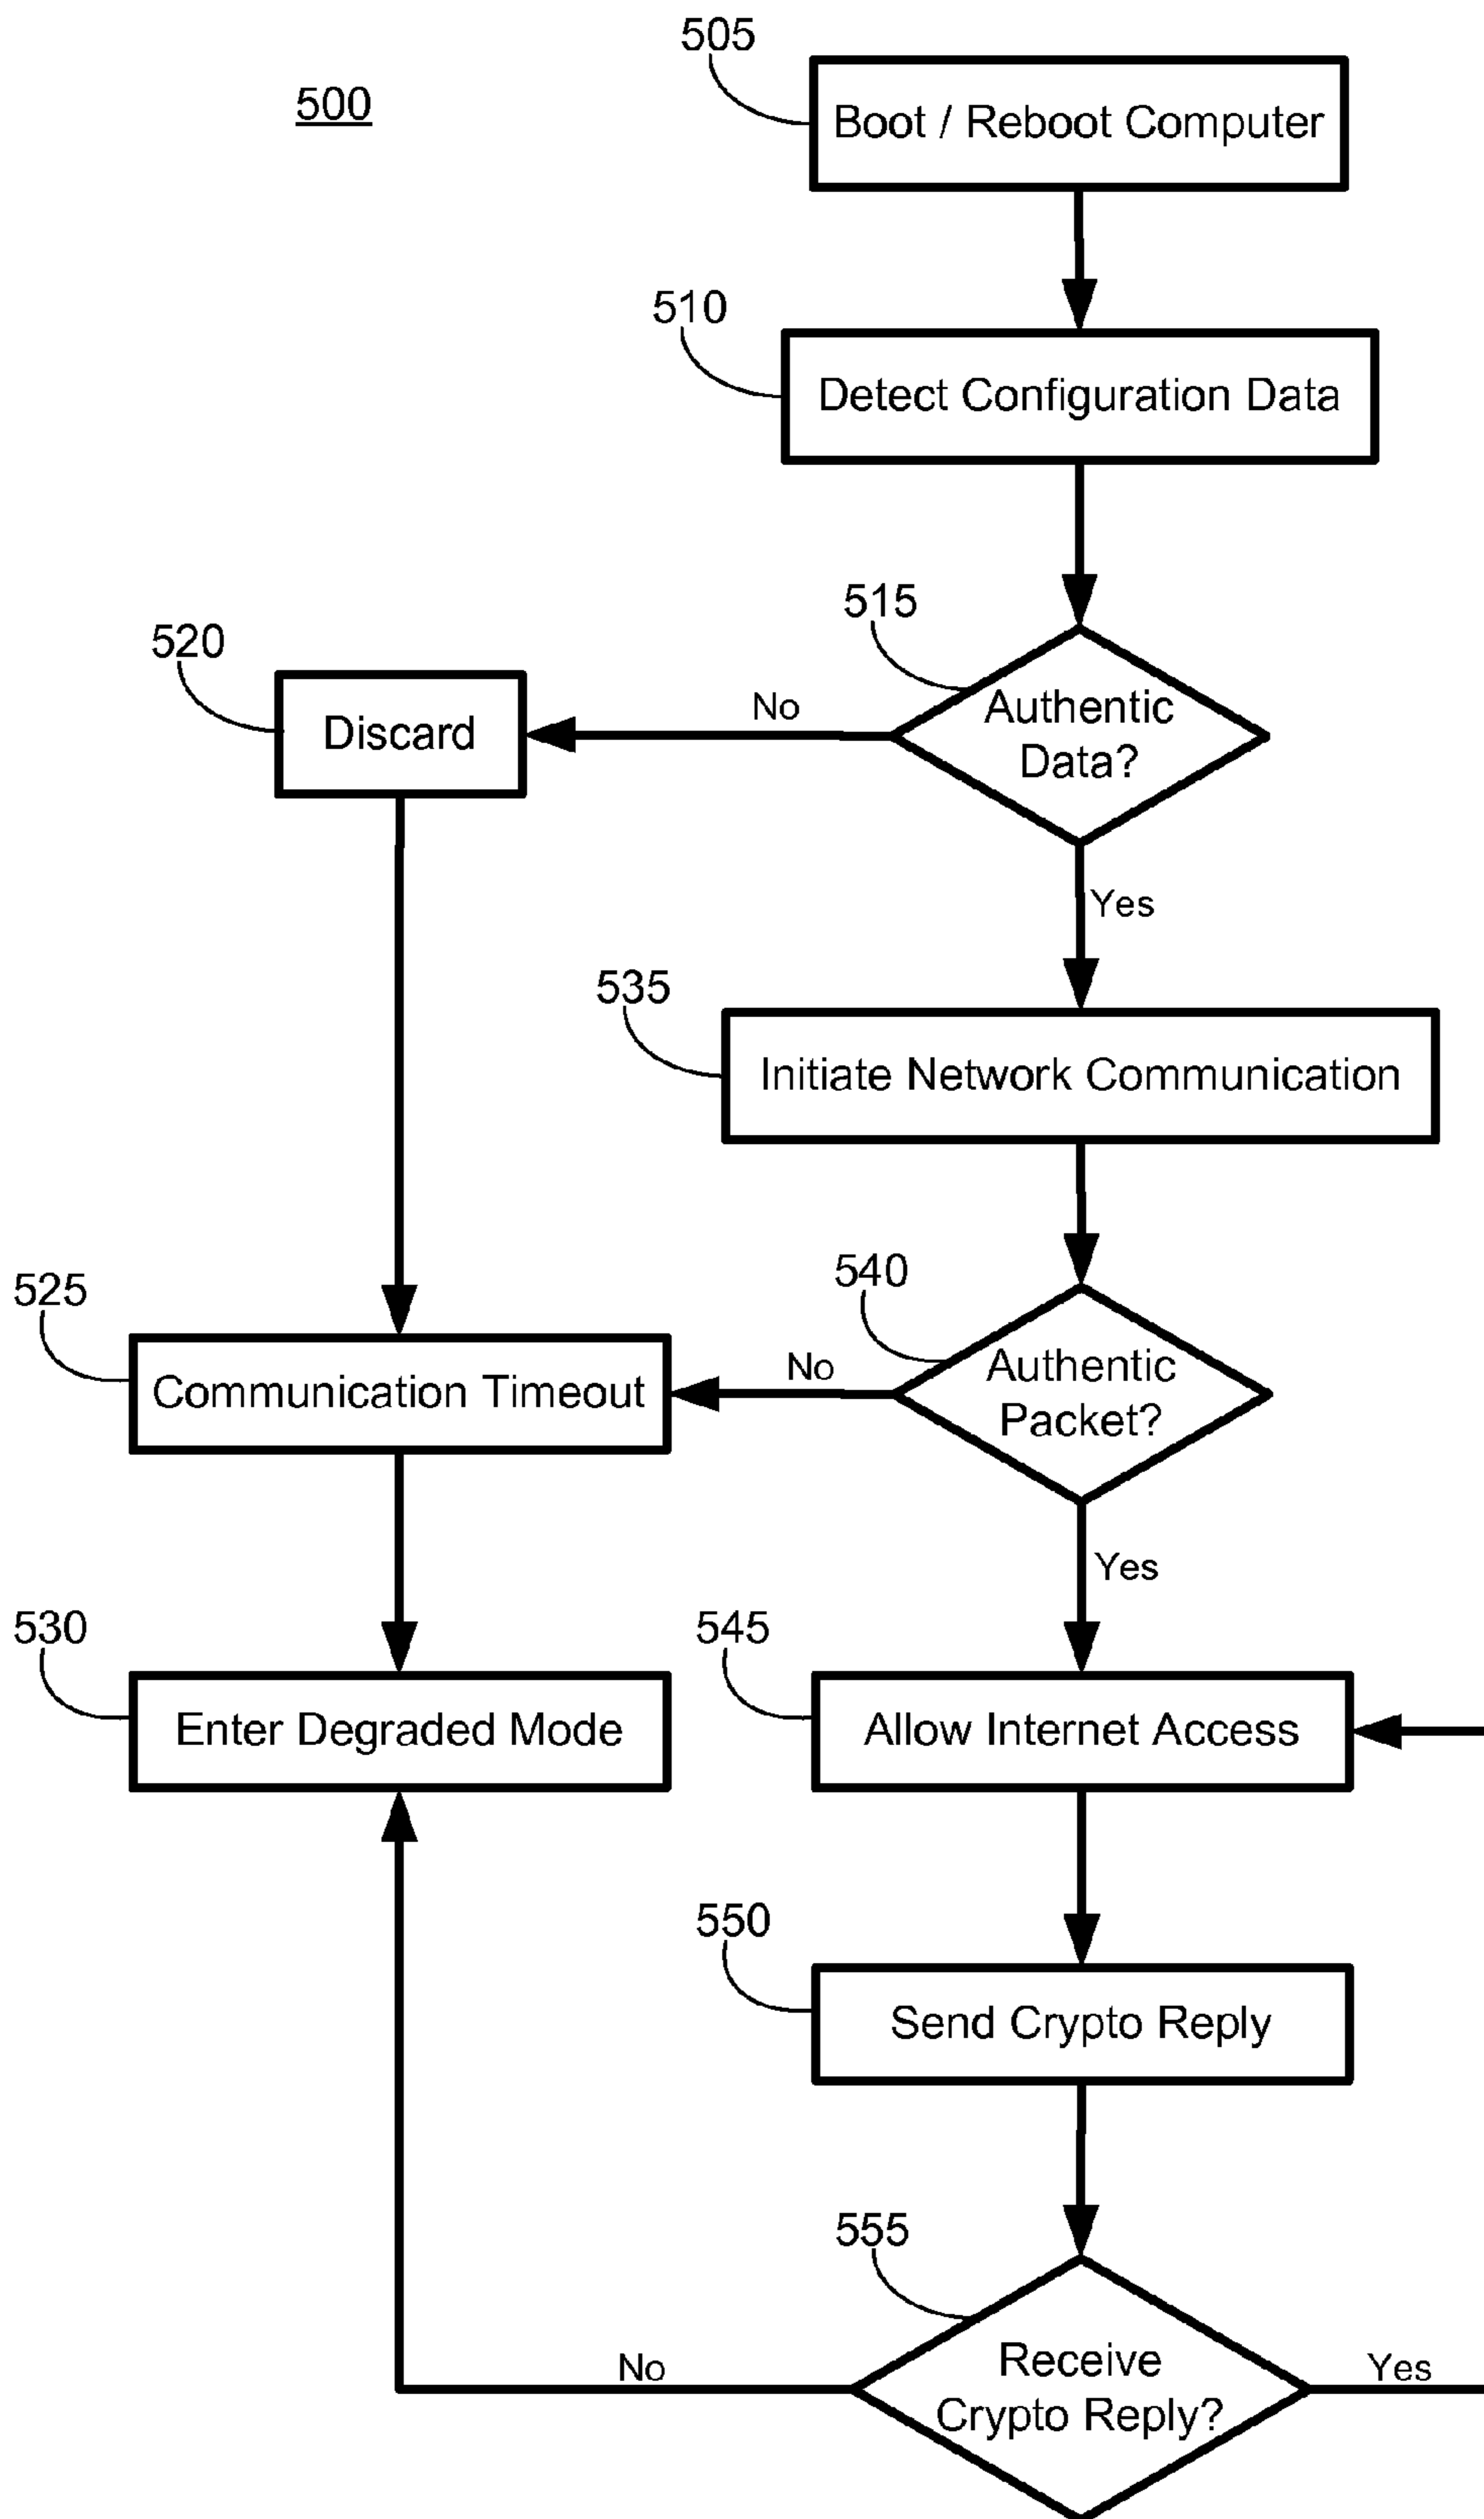 505
500
Boot / Reboot Computer
510
Detect Configuration Data
515
520
No
Authentic
Data?
Discard
Yes
535
Initiate Network Communication
540
525
No
Authentic
Packet?
Communication Timeout
Yes
530
545
Enter Degraded Mode
Allow Internet Access
550
Send Crypto Reply
555
No
Receive
Crypto Reply?
Yes